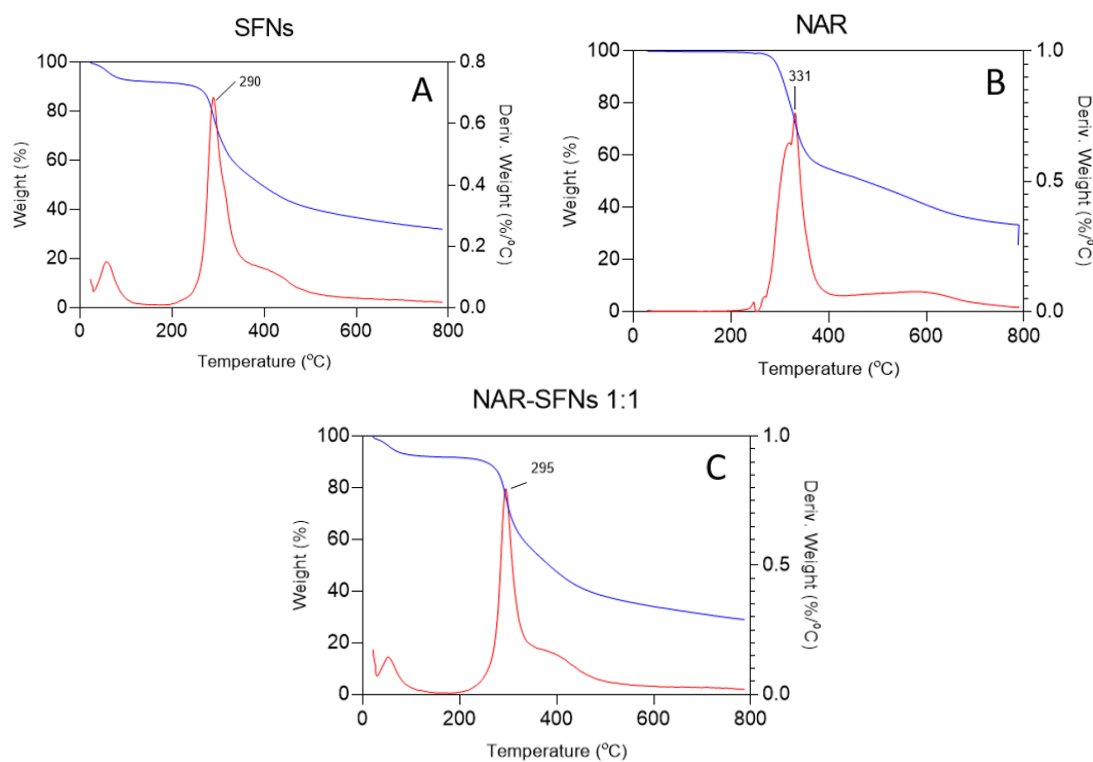 SFNs
A
290
100
80
60
40
20
0
Weight (%)
0.8
0.6
0.4
0.2
0.0
Deriv. Weight (%/°C)
0 200 400 600 800
Temperature (°C)
NAR
B
331
100
80
60
40
20
0
Weight (%)
1.0
0.5
0.0
Deriv. Weight (%/°C)
0 200 400 600 800
Temperature (°C)
NAR-SFNs 1:1
C
295
100
80
60
40
20
0
Weight (%)
1.0
0.5
0.0
Deriv. Weight (%/°C)
0 200 400 600 800
Temperature (°C)